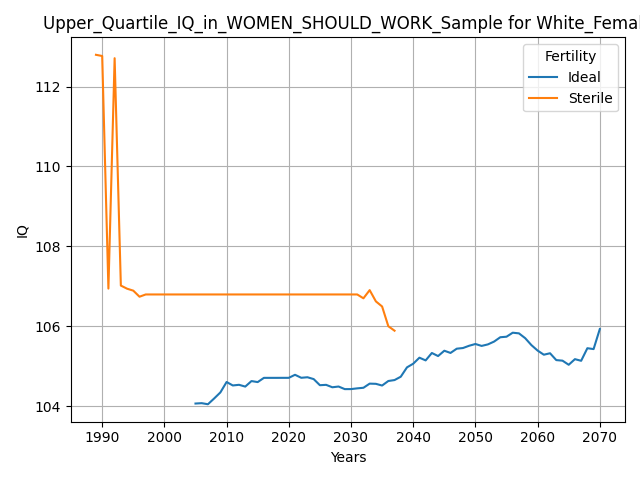 Upper_Quartile_IQ_in_WOMEN_SHOULD_WORK_Sample for White_Femal
Fertility
Ideal
Sterile
IQ
112
110
108
106
104
1990 2000 2010 2020 2030 2040 2050 2060 2070
Years